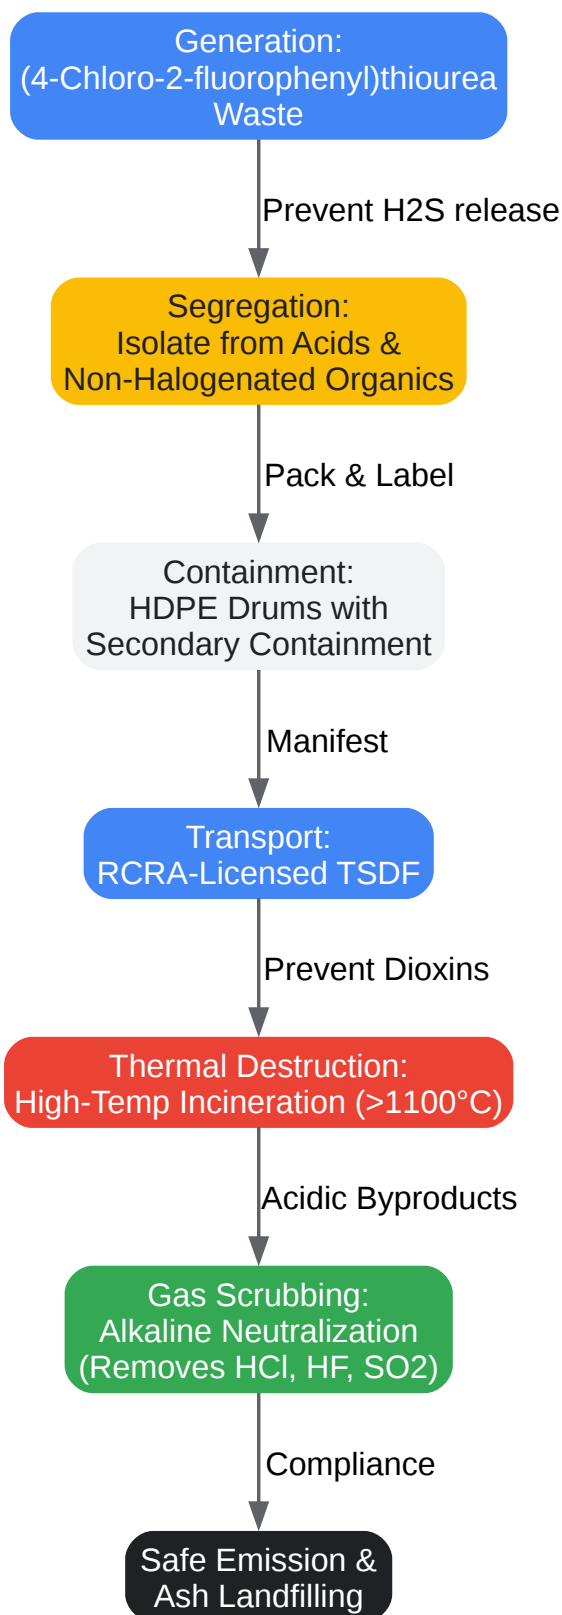 Generation:
(4-Chloro-2-fluorophenyl)thiourea
Waste
Prevent H2S release
Segregation:
Isolate from Acids &
Non-Halogenated Organics
Pack & Label
Containment:
HDPE Drums with
Secondary Containment
Manifest
Transport:
RCRA-Licensed TSDF
Prevent Dioxins
Thermal Destruction:
High-Temp Incineration (>1100°C)
Acidic Byproducts
Gas Scrubbing:
Alkaline Neutralization
(Removes HCl, HF, SO2)
Compliance
Safe Emission &
Ash Landfilling